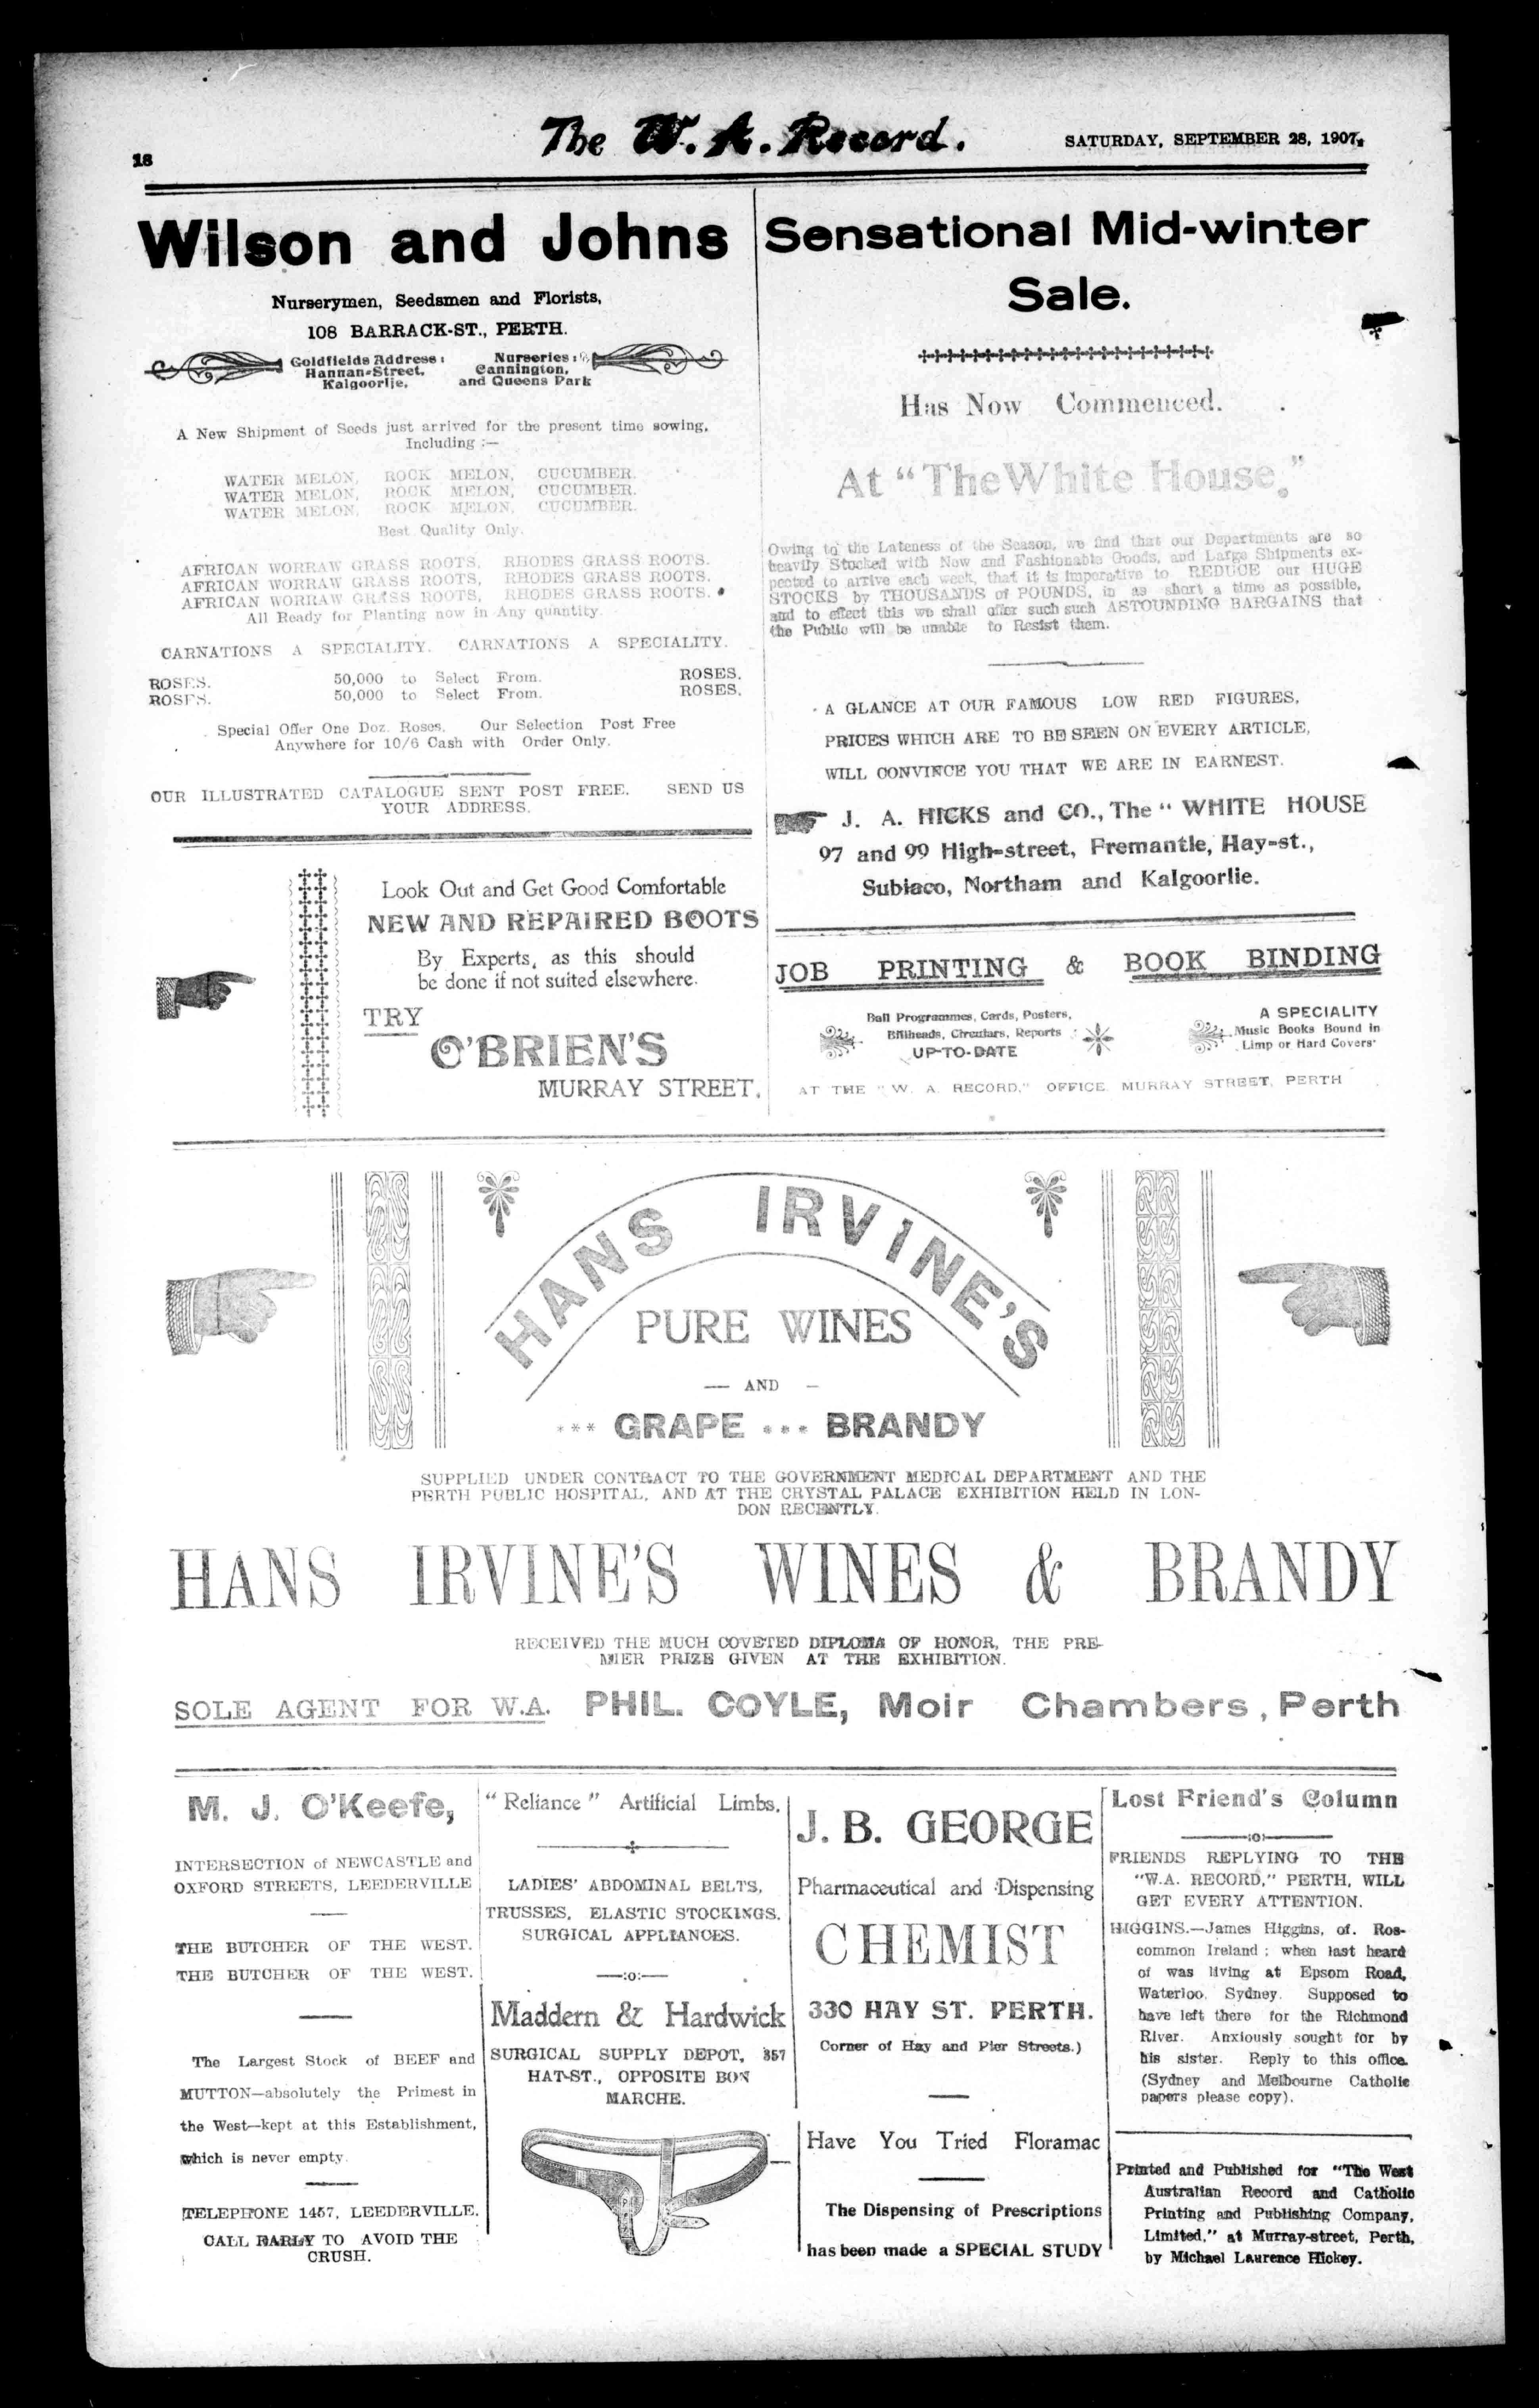 18
The W. A. Record.
SATURDAY, SEPTEMBER 28, 1907.
Wilson and Johns
Nurserymen, Seedsmen and Florists,
108 BARRACK-ST., PERTH.
Goldfields Address:
Hannan-Street,
Kalgoorlie.
Nurseries:
Cannington,
and Queens Park
A New Shipment of Seeds just arrived for the present time sowing,
Including :—
WATER MELON, ROCK MELON, CUCUMBER.
WATER MELON, ROCK MELON, CUCUMBER.
WATER MELON, ROCK MELON, CUCUMBER.
Best Quality Only.
AFRICAN WORRAW GRASS ROOTS, RHODES GRASS ROOTS.
AFRICAN WORRAW GRASS ROOTS, RHODES GRASS ROOTS.
AFRICAN WORRAW GRASS ROOTS, RHODES GRASS ROOTS.
All Ready for Planting now in Any quantity.
CARNATIONS A SPECIALITY. CARNATIONS A SPECIALITY.
ROSES. 50,000 to Select From. ROSES.
ROSES. 50,000 to Select From. ROSES.
Special Offer One Doz. Roses. Our Selection Post Free
Anywhere for 10/6 Cash with Order Only.
OUR ILLUSTRATED CATALOGUE SENT POST FREE. SEND US
YOUR ADDRESS.
Look Out and Get Good Comfortable
NEW AND REPAIRED BOOTS
By Experts, as this should
be done if not suited elsewhere.
TRY
O'BRIEN'S
MURRAY STREET.
Sensational Mid-winter
Sale.
Has Now Commenced.
At "The White House."
Owing to the Lateness of the Season, we find that our Departments are so
heavily Stocked with New and Fashionable Goods, and Large Shipments ex-
pected to arrive each week, that it is imperative to REDUCE our HUGE
STOCKS by THOUSANDS of POUNDS, in as short a time as possible,
and to effect this we shall offer such such ASTOUNDING BARGAINS that
the Public will be unable to Resist them.
A GLANCE AT OUR FAMOUS LOW RED FIGURES,
PRICES WHICH ARE TO BE SEEN ON EVERY ARTICLE,
WILL CONVINCE YOU THAT WE ARE IN EARNEST.
J. A. HICKS and CO., The " WHITE HOUSE
97 and 99 High-street, Fremantle, Hay-st.,
Subiaco, Northam and Kalgoorlie.
JOB PRINTING & BOOK BINDING
Ball Programmes, Cards, Posters,
Billheads, Circulars, Reports
UP-TO-DATE
A SPECIALITY
Music Books Bound in
Limp or Hard Covers
AT THE "W. A. RECORD," OFFICE. MURRAY STREET, PERTH
HANS IRVINE'S
PURE WINES
— AND —
*** GRAPE *** BRANDY
SUPPLIED UNDER CONTRACT TO THE GOVERNMENT MEDICAL DEPARTMENT AND THE
PERTH PUBLIC HOSPITAL, AND AT THE CRYSTAL PALACE EXHIBITION HELD IN LON-
DON RECENTLY.
HANS IRVINE'S WINES & BRANDY
RECEIVED THE MUCH COVETED DIPLOMA OF HONOR, THE PRE-
MIER PRIZE GIVEN AT THE EXHIBITION.
SOLE AGENT FOR W.A. PHIL. COYLE, Moir Chambers, Perth
M. J. O'Keefe,
INTERSECTION of NEWCASTLE and
OXFORD STREETS, LEEDERVILLE
THE BUTCHER OF THE WEST.
THE BUTCHER OF THE WEST.
The Largest Stock of BEEF and
MUTTON—absolutely the Primest in
the West—kept at this Establishment,
which is never empty.
TELEPHONE 1457, LEEDERVILLE.
CALL EARLY TO AVOID THE
CRUSH.
"Reliance" Artificial Limbs.
LADIES' ABDOMINAL BELTS,
TRUSSES, ELASTIC STOCKINGS,
SURGICAL APPLIANCES.
—:o:—
Maddern & Hardwick
SURGICAL SUPPLY DEPOT, 357
HAT-ST., OPPOSITE BON
MARCHE.
J. B. GEORGE
Pharmaceutical and Dispensing
CHEMIST
330 HAY ST. PERTH.
Corner of Hay and Pier Streets.)
Have You Tried Floramac
The Dispensing of Prescriptions
has been made a SPECIAL STUDY
Lost Friend's Column
—:o:—
FRIENDS REPLYING TO THE
"W.A. RECORD," PERTH, WILL
GET EVERY ATTENTION.
HIGGINS.—James Higgins, of. Ros-
common Ireland ; when last heard
of was living at Epsom Road,
Waterloo, Sydney. Supposed to
have left there for the Richmond
River. Anxiously sought for by
his sister. Reply to this office.
(Sydney and Melbourne Catholic
papers please copy).
Printed and Published for "The West
Australian Record and Catholic
Printing and Publishing Company,
Limited," at Murray-street, Perth,
by Michael Laurence Hickey.